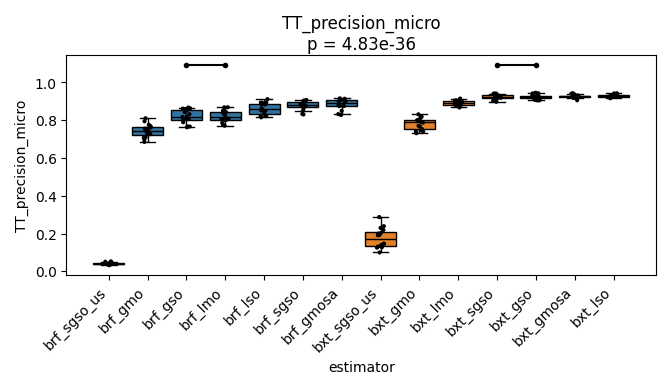 TT_precision_micro
p = 4.83e-36
TT_precision_micro
1.0
0.8
0.6
0.4
0.2
0.0
brf_sgso_us
brf_gmo
brf_gso
brf_lmo
brf_lso
brf_sgso
brf_gmosa
bxt_sgso_us
bxt_gmo
bxt_lmo
bxt_sgso
bxt_gso
bxt_gmosa
bxt_lso
estimator